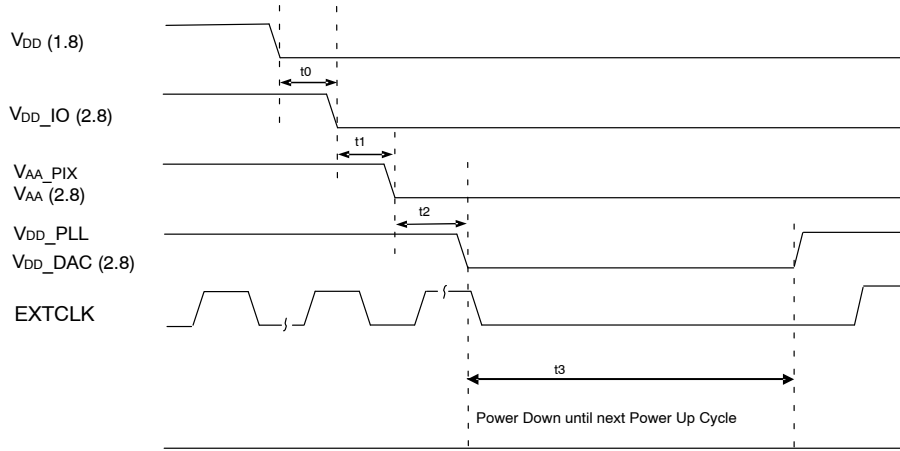 VDD (1.8)
t0
VDD_IO (2.8)
t1
VAA_PIX
VAA (2.8)
t2
VDD_PLL
VDD_DAC (2.8)
EXTCLK
t3
Power Down until next Power Up Cycle